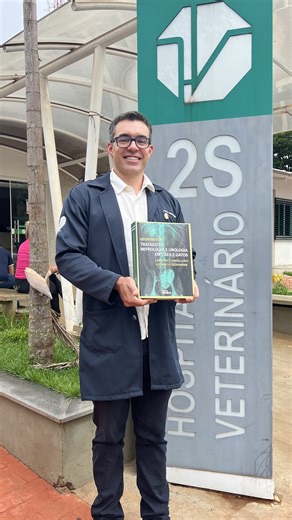 2S
HOSPITAL
VETERINÁRIO
TRATADO DE
NEFROLOGIA E UROLOGIA
EM CÃES E GATOS